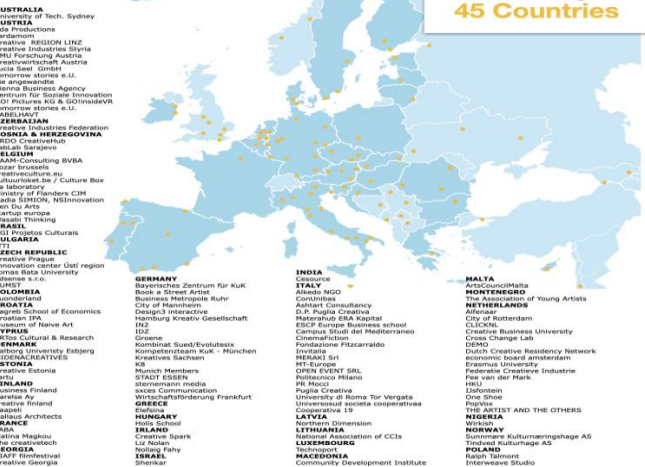 45 Countries
USTRALIA
niversity of Tech. Sydney
USTRIA
da Productions
ardamom
reative REGION LINZ
reative Industries Styria
MU Forschung Austria
reativwirtschaft Austria
ucia Seel GmbH
omorrow stories e.U.
ie angewandte
ienna Business Agency
entrum für Soziale Innovation
O! Pictures KG & GO!insideVR
omorrow stories e.U.
ABELHAVT
ZERBAIJAN
reative Industries Federation
OSNIA & HERZEGOVINA
RDO CreativeHub
abLab Sarajevo
ELGIUM
AAM-Consulting BVBA
ozar brussels
reativeculture.eu
ultuurloket.be / Culture Box
a laboratory
inistry of Flanders CJM
adia SIMION, NSInnovation
en Du Arts
tartup europa
asabi Thinking
RASIL
GI Projetos Culturais
ULGARIA
TI
ZECH REPUBLIC
reative Prague
nnovation center Ústí region
omas Bata University
dsense s.r.o.
UMST
OLOMBIA
uonderland
ROATIA
agreb School of Economics
roatian IPA
useum of Naive Art
YPRUS
RTos Cultural & Research
ENMARK
alborg Univeristy Esbjerg
IDENACREATIVES
STONIA
reative Estonia
artu
INLAND
usiness Finland
arelse Ay
reative finland
aapeli
allaus Architects
RANCE
ABA
atina Magkou
he creativetech
EORGIA
IAFF filmfestival
reative Georgia
GERMANY
Bayerisches Zentrum für KuK
Book a Street Artist
Business Metropole Ruhr
City of Mannheim
Design3 interactive
Hamburg Kreativ Gesellschaft
IN2
IDZ
Groene
Kombinat Sued/Evolutesix
Kompetenzteam KuK - München
Kreatives Sachsen
K8
Munich Members
STADT ESSEN
sternemann media
sxces Communication
Wirtschaftsförderung Frankfurt
GREECE
Elefsina
HUNGARY
Holis School
IRLAND
Creative Spark
Liz Nolan
Nollaig Fahy
ISRAEL
Shenkar
INDIA
Cesource
ITALY
Alkedo NGO
ConUnibas
Ashtart Consultancy
D.P. Puglia Creativa
Materahub ERA Kapital
ESCP Europe Business school
Campus Studi del Mediterraneo
CinemaFiction
Fondazione Fitzcarraldo
Invitalia
MERAKI Srl
MT-Europe
OPEN EVENT SRL
Politecnico Milano
PR Mocci
Puglia Creativa
University di Roma Tor Vergata
Universosud societa cooperativaa
Cooperativa 19
LATVIA
Northern Dimension
LITHUANIA
National Association of CCIs
LUXEMBOURG
Technoport
MACEDONIA
Community Development Institute
MALTA
ArtsCouncilMalta
MONTENEGRO
The Association of Young Artists
NETHERLANDS
Alfenaar
City of Rotterdam
CLICKNL
Creative Business University
Cross Change Lab
DEMO
Dutch Creative Residency Network
economic board amsterdam
Erasmus University
Federatie Creatieve Industrie
Fee van der Mark
HKU
IJsfontein
One Shoe
PopVox
THE ARTIST AND THE OTHERS
NIGERIA
Wirkish
NORWAY
Sunnmøre Kulturnæringshage AS
Tindved Kulturhage AS
POLAND
Ralph Talmont
Interweave Studio